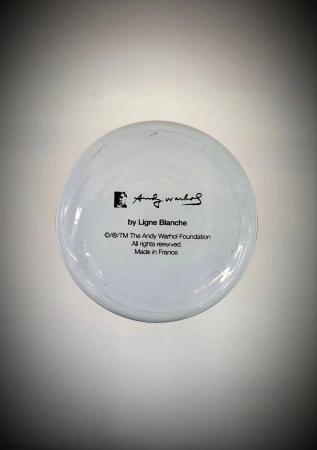 Andy Warhol
by Ligne Blanche
©/®/TM The Andy Warhol Foundation
All rights reserved.
Made in France.